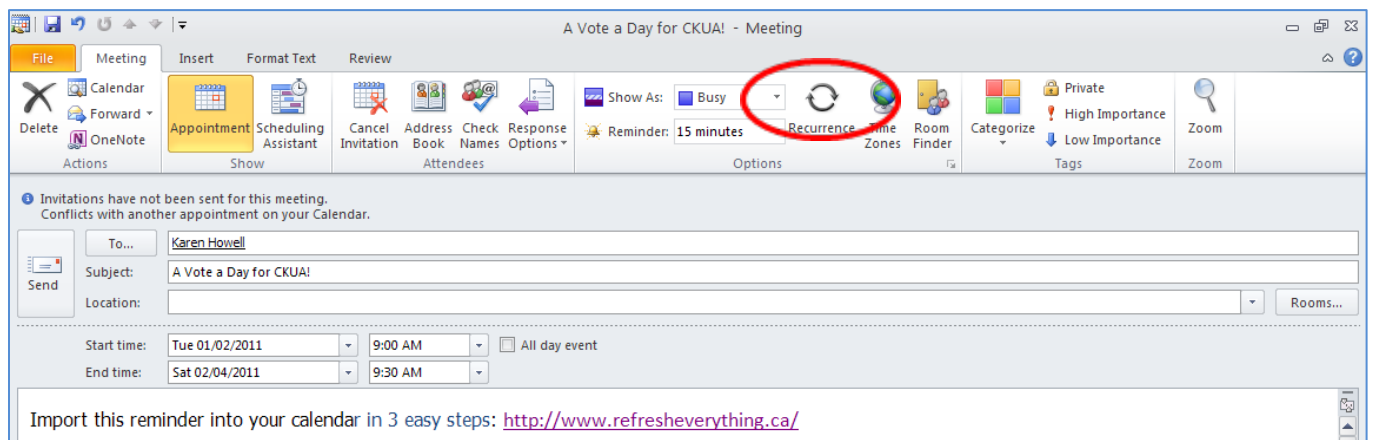 A Vote a Day for CKUA! - Meeting
File Meeting Insert Format Text Review
Delete
Calendar
Forward
OneNote
Actions
Appointment
Scheduling Assistant
Show
Cancel Invitation
Address Book
Check Names
Response Options
Attendees
Show As: Busy
Reminder: 15 minutes
Recurrence
Time Zones
Room Finder
Options
Categorize
Private
High Importance
Low Importance
Tags
Zoom
Zoom
Invitations have not been sent for this meeting.
Conflicts with another appointment on your Calendar.
Send
To... Karen Howell
Subject: A Vote a Day for CKUA!
Location: Rooms...
Start time: Tue 01/02/2011 9:00 AM All day event
End time: Sat 02/04/2011 9:30 AM
Import this reminder into your calendar in 3 easy steps: http://www.refresheverything.ca/